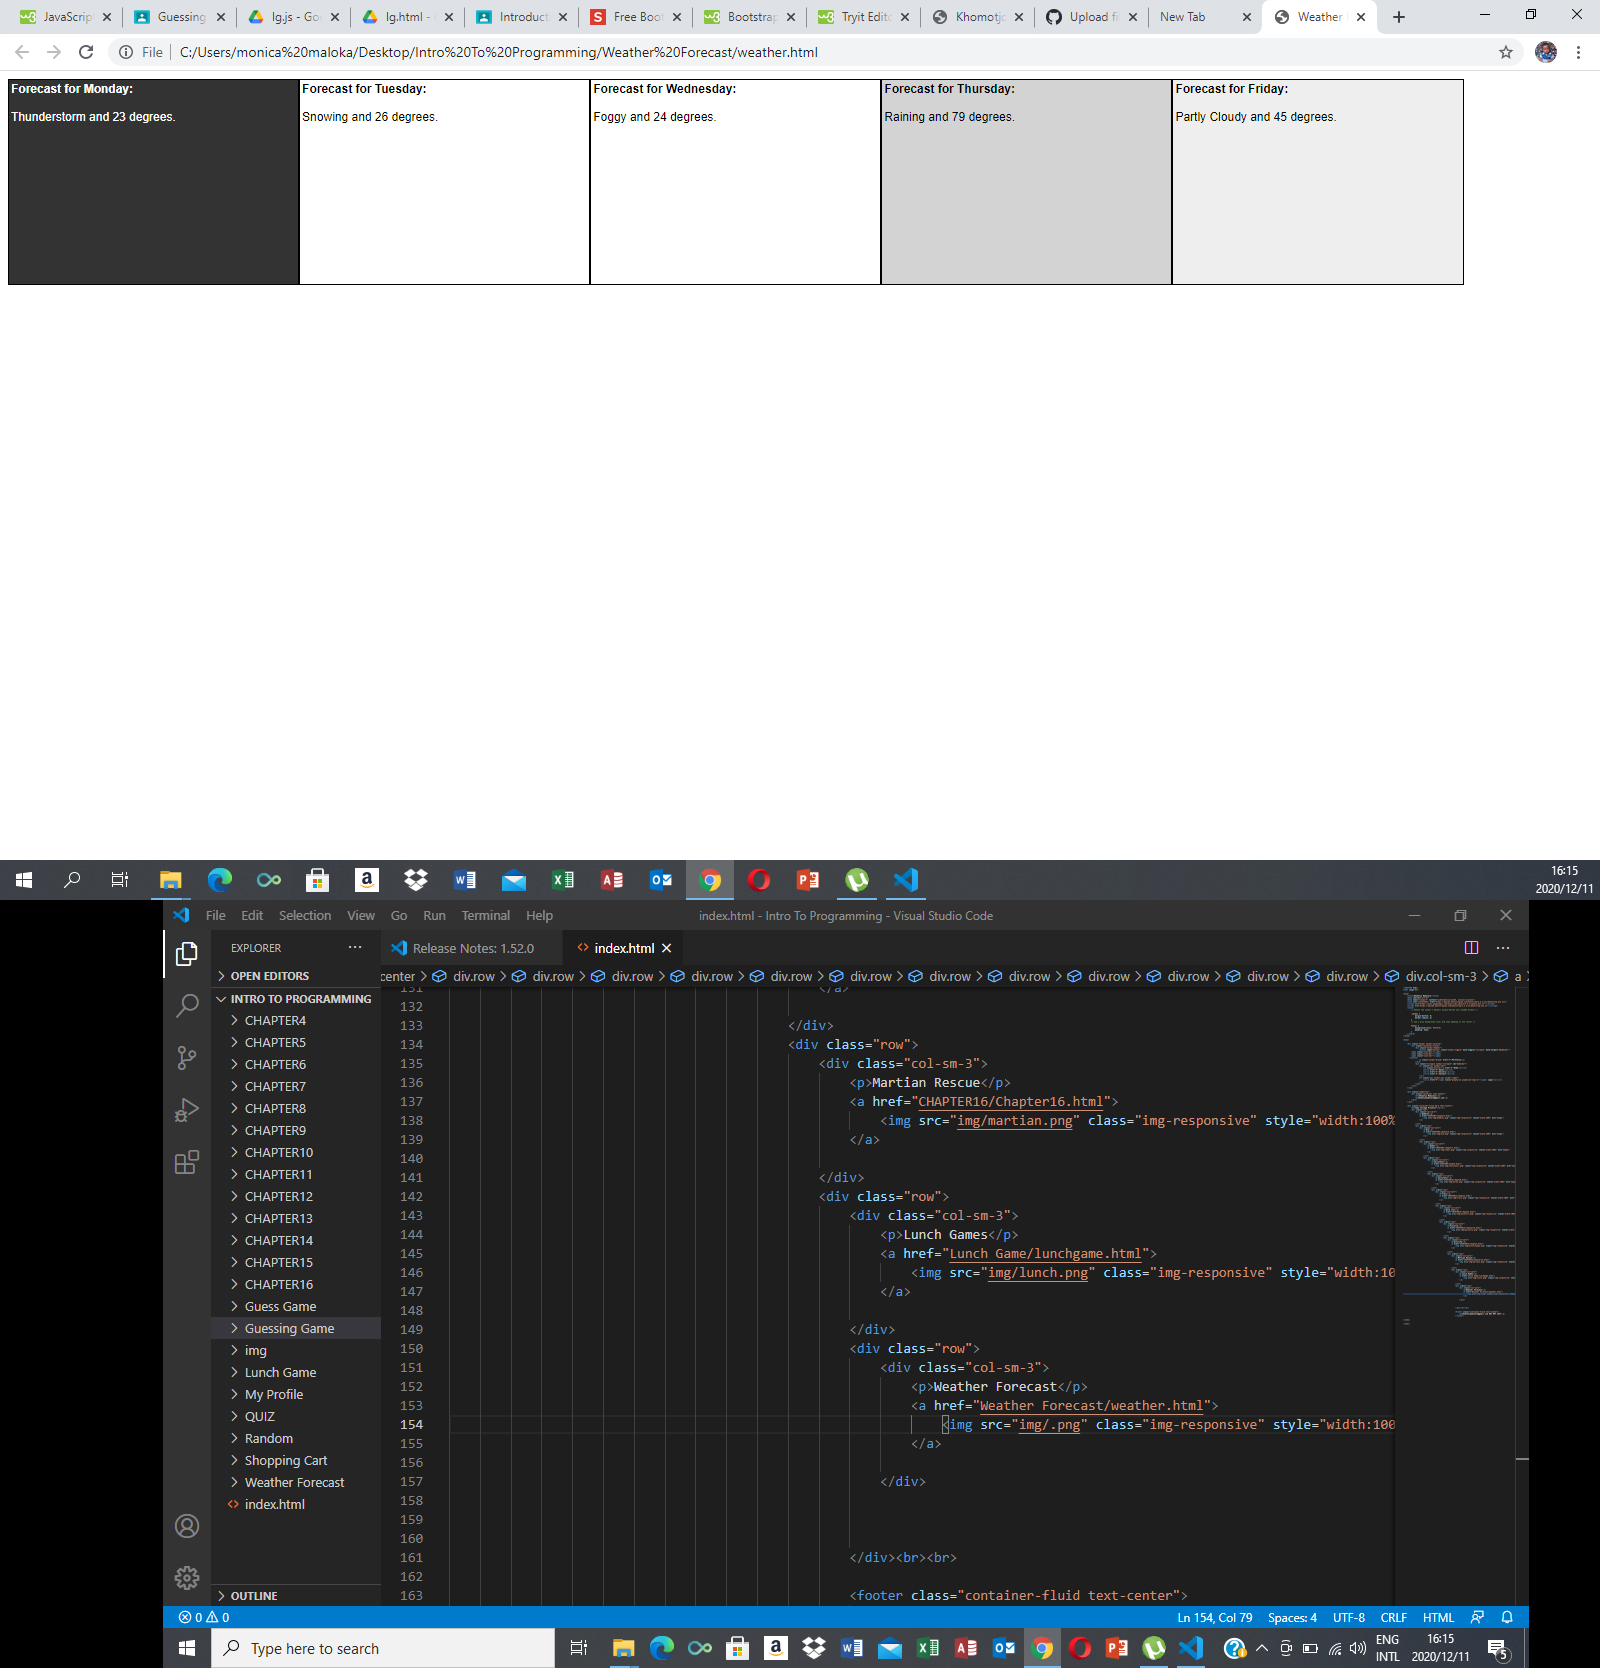 JavaScrip
Guessing
lg.js - Go
lg.html -
Introduct
Free Boot
Bootstrap
Tryit Edito
Khomotjo
Upload fi
New Tab
Weather
File
C:/Users/monica%20maloka/Desktop/Intro%20To%20Programming/Weather%20Forecast/weather.html
Forecast for Monday:
Thunderstorm and 23 degrees.
Forecast for Tuesday:
Snowing and 26 degrees.
Forecast for Wednesday:
Foggy and 24 degrees.
Forecast for Thursday:
Raining and 79 degrees.
Forecast for Friday:
Partly Cloudy and 45 degrees.
16:15
2020/12/11
File Edit Selection View Go Run Terminal Help
index.html - Intro To Programming - Visual Studio Code
EXPLORER
OPEN EDITORS
INTRO TO PROGRAMMING
CHAPTER4
CHAPTER5
CHAPTER6
CHAPTER7
CHAPTER8
CHAPTER9
CHAPTER10
CHAPTER11
CHAPTER12
CHAPTER13
CHAPTER14
CHAPTER15
CHAPTER16
Guess Game
Guessing Game
img
Lunch Game
My Profile
QUIZ
Random
Shopping Cart
Weather Forecast
index.html
OUTLINE
Release Notes: 1.52.0
index.html
center > div.row > div.row > div.row > div.row > div.row > div.row > div.row > div.row > div.row > div.row > div.row > div.row > div.col-sm-3 > a
131 </a>
132
133 </div>
134 <div class="row">
135 <div class="col-sm-3">
136 <p>Martian Rescue</p>
137 <a href="CHAPTER16/Chapter16.html">
138 <img src="img/martian.png" class="img-responsive" style="width:100%
139 </a>
140
141 </div>
142 <div class="row">
143 <div class="col-sm-3">
144 <p>Lunch Games</p>
145 <a href="Lunch Game/lunchgame.html">
146 <img src="img/lunch.png" class="img-responsive" style="width:10
147 </a>
148
149 </div>
150 <div class="row">
151 <div class="col-sm-3">
152 <p>Weather Forecast</p>
153 <a href="Weather Forecast/weather.html">
154 <img src="img/.png" class="img-responsive" style="width:100
155 </a>
156
157 </div>
158
159
160
161 </div><br><br>
162
163 <footer class="container-fluid text-center">
0 0
Ln 154, Col 79 Spaces: 4 UTF-8 CRLF HTML
Type here to search
ENG
INTL
16:15
2020/12/11
5